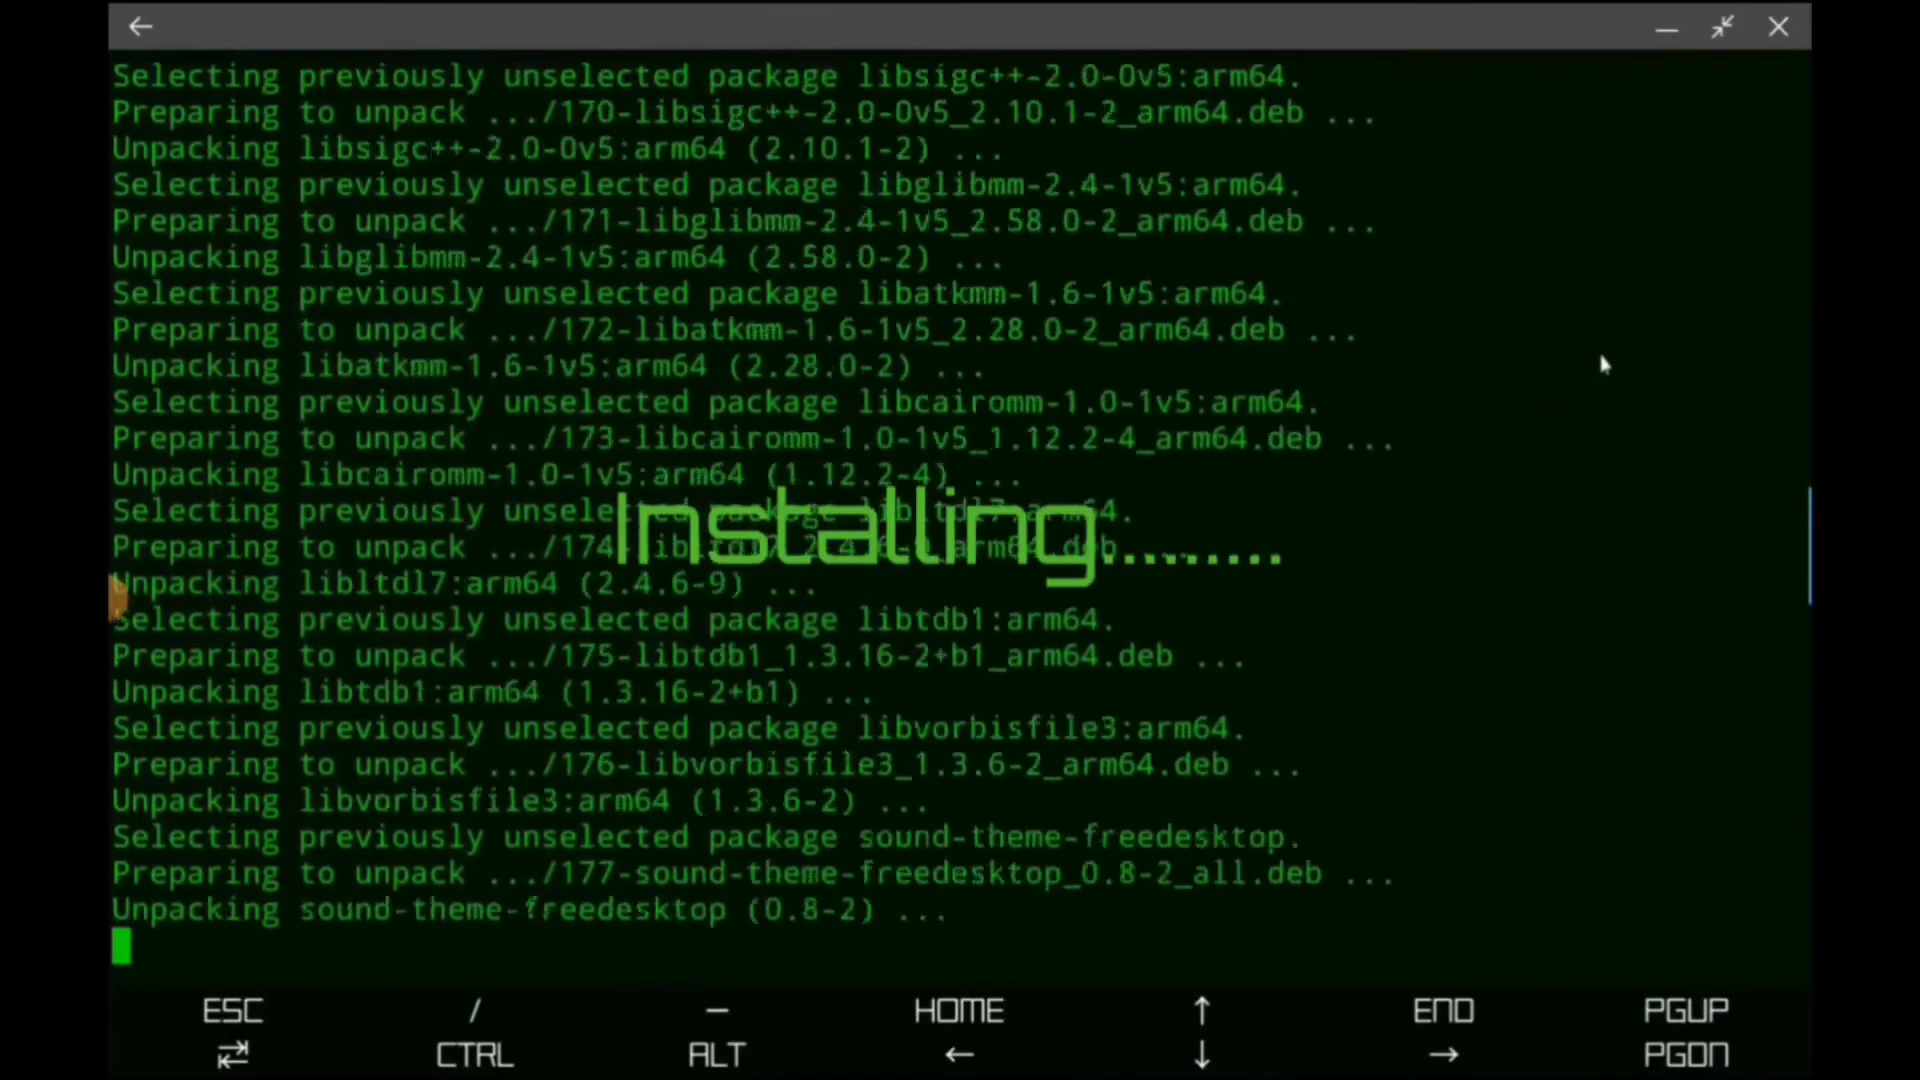 ←
Selecting previously unselected package libsigc++-2.0-0v5:arm64.
Preparing to unpack .../170-libsigc++-2.0-0v5_2.10.1-2_arm64.deb ...
Unpacking libsigc++-2.0-0v5:arm64 (2.10.1-2) ...
Selecting previously unselected package libglibmm-2.4-1v5:arm64.
Preparing to unpack .../171-libglibmm-2.4-1v5_2.58.0-2_arm64.deb ...
Unpacking libglibmm-2.4-1v5:arm64 (2.58.0-2) ...
Selecting previously unselected package libatkmm-1.6-1v5:arm64.
Preparing to unpack .../172-libatkmm-1.6-1v5_2.28.0-2_arm64.deb ...
Unpacking libatkmm-1.6-1v5:arm64 (2.28.0-2) ...
Selecting previously unselected package libcairomm-1.0-1v5:arm64.
Preparing to unpack .../173-libcairomm-1.0-1v5_1.12.2-4_arm64.deb ...
Unpacking libcairomm-1.0-1v5:arm64 (1.12.2-4) ...
Selecting previously unselected package libltdl7:arm64.
Installing........
Preparing to unpack .../174-libltdl7_2.4.6-9_arm64.deb ...
Unpacking libltdl7:arm64 (2.4.6-9) ...
Selecting previously unselected package libtdb1:arm64.
Preparing to unpack .../175-libtdb1_1.3.16-2+b1_arm64.deb ...
Unpacking libtdb1:arm64 (1.3.16-2+b1) ...
Selecting previously unselected package libvorbisfile3:arm64.
Preparing to unpack .../176-libvorbisfile3_1.3.6-2_arm64.deb ...
Unpacking libvorbisfile3:arm64 (1.3.6-2) ...
Selecting previously unselected package sound-theme-freedesktop.
Preparing to unpack .../177-sound-theme-freedesktop_0.8-2_all.deb ...
Unpacking sound-theme-freedesktop (0.8-2) ...
ESC / — HOME ↑ END PGUP
⇄ CTRL ALT ← ↓ → PGDN